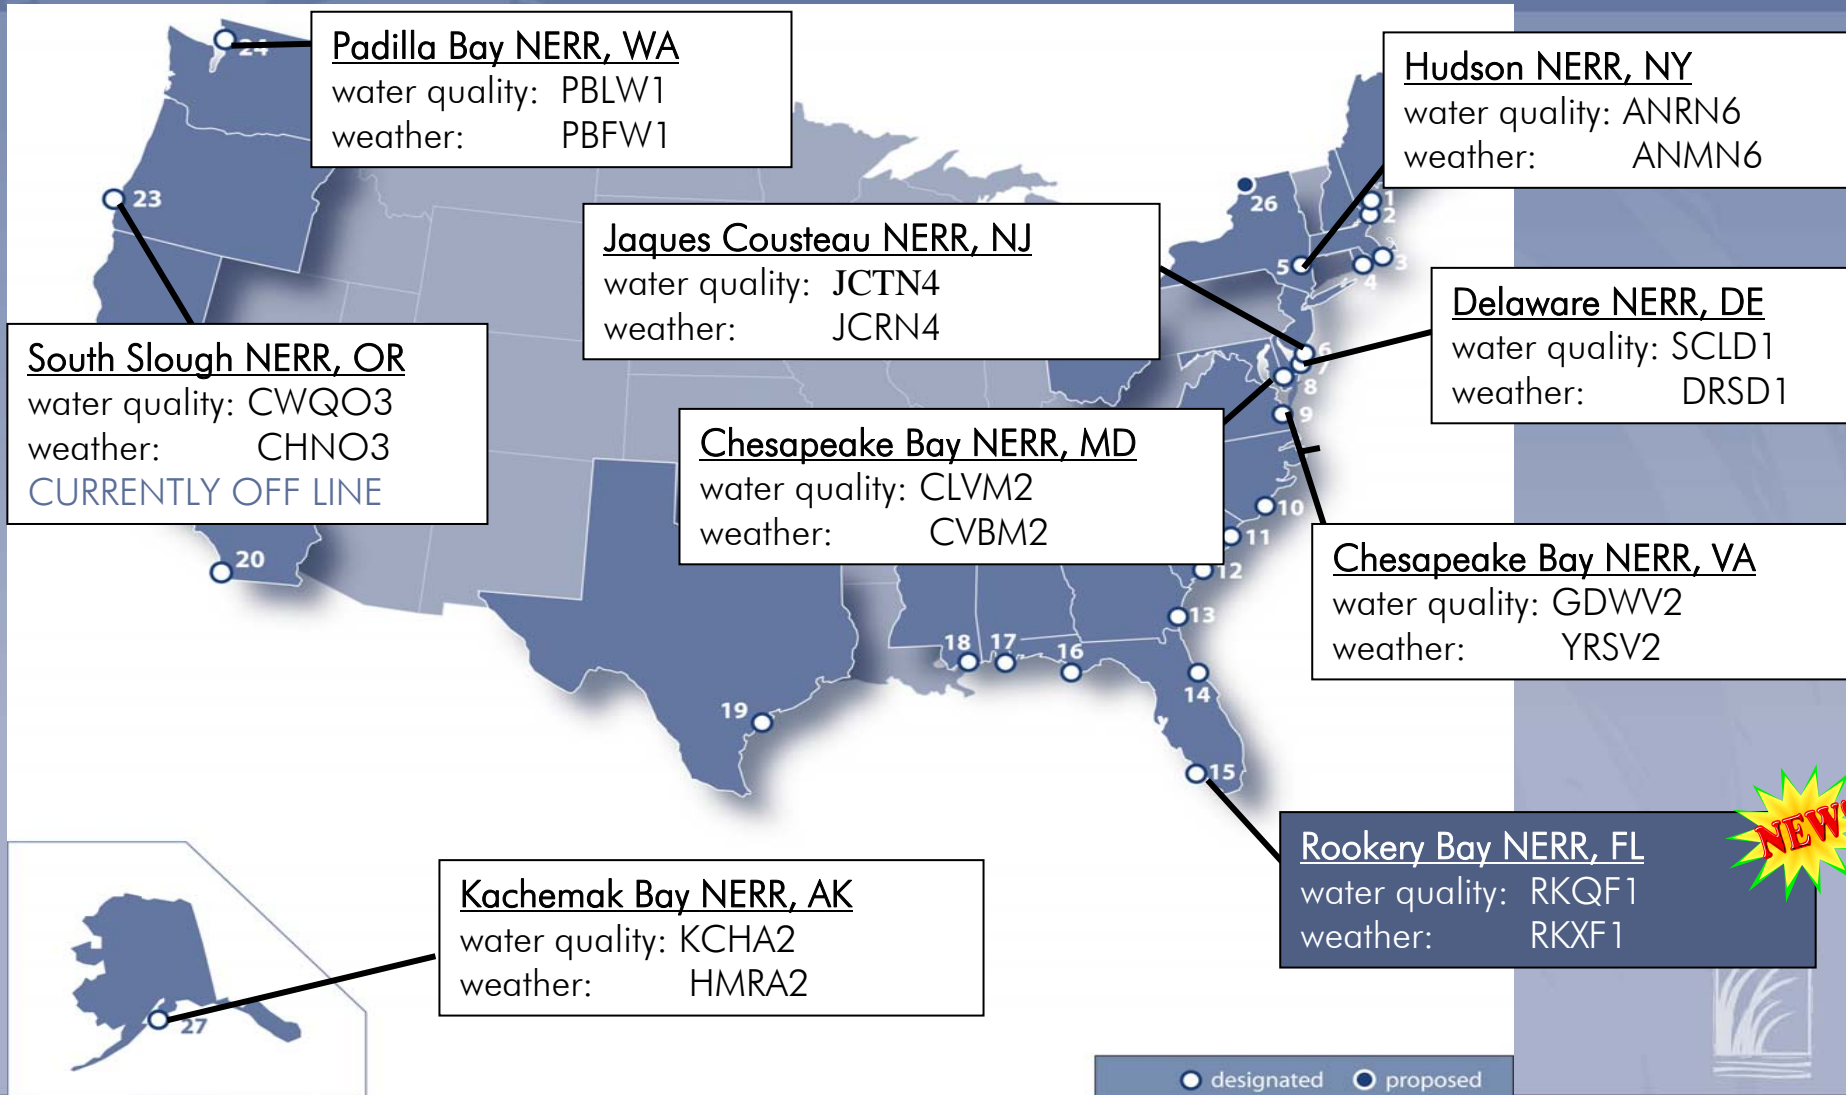 24
Padilla Bay NERR, WA
water quality: PBLW1
weather: PBFW1
Hudson NERR, NY
water quality: ANRN6
weather: ANMN6
23
26
1
2
3
4
5
Jaques Cousteau NERR, NJ
water quality: JCTN4
weather: JCRN4
Delaware NERR, DE
water quality: SCLD1
weather: DRSD1
South Slough NERR, OR
water quality: CWQO3
weather: CHNO3
CURRENTLY OFF LINE
6
7
8
9
Chesapeake Bay NERR, MD
water quality: CLVM2
weather: CVBM2
10
11
12
20
Chesapeake Bay NERR, VA
water quality: GDWV2
weather: YRSV2
13
18
17
16
14
19
15
NEW!
Rookery Bay NERR, FL
water quality: RKQF1
weather: RKXF1
Kachemak Bay NERR, AK
water quality: KCHA2
weather: HMRA2
27
designated proposed